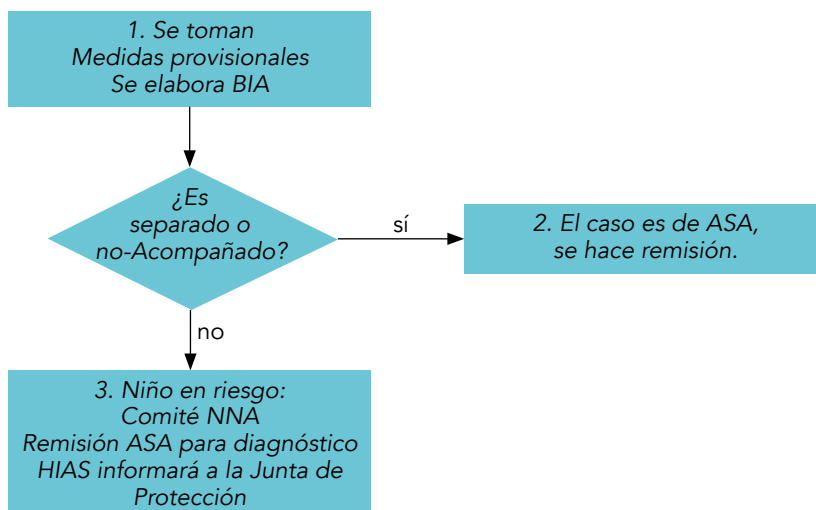 1. Se toman
Medidas provisionales
Se elabora BIA
¿Es
separado o
no-Acompañado?
sí
2. El caso es de ASA,
se hace remisión.
no
3. Niño en riesgo:
Comité NNA
Remisión ASA para diagnóstico
HIAS informará a la Junta de
Protección